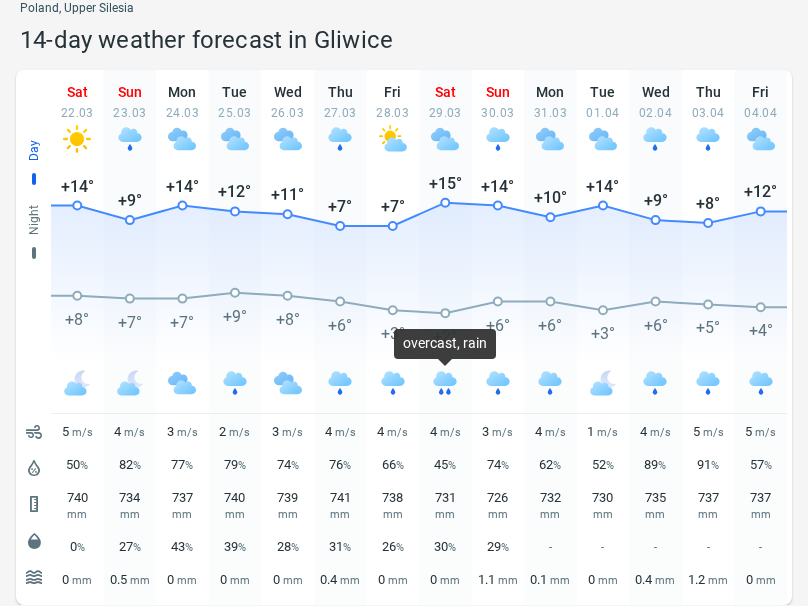 Poland, Upper Silesia
14-day weather forecast in Gliwice
Sat Sun Mon Tue Wed Thu Fri Sat Sun Mon Tue Wed Thu Fri
22.03 23.03 24.03 25.03 26.03 27.03 28.03 29.03 30.03 31.03 01.04 02.04 03.04 04.04
Day
+14° +9° +14° +12° +11° +7° +7° +15° +14° +10° +14° +9° +8° +12°
Night
+8° +7° +7° +9° +8° +6° +3° +6° +6° +3° +6° +5° +4°
overcast, rain
5 m/s 4 m/s 3 m/s 2 m/s 3 m/s 4 m/s 4 m/s 4 m/s 3 m/s 4 m/s 1 m/s 4 m/s 5 m/s 5 m/s
50% 82% 77% 79% 74% 76% 66% 45% 74% 62% 52% 89% 91% 57%
740 734 737 740 739 741 738 731 726 732 730 735 737 737
mm mm mm mm mm mm mm mm mm mm mm mm mm mm
0% 27% 43% 39% 28% 31% 26% 30% 29% - - - - -
0 mm 0.5 mm 0 mm 0 mm 0 mm 0.4 mm 0 mm 0 mm 1.1 mm 0.1 mm 0 mm 0.4 mm 1.2 mm 0 mm